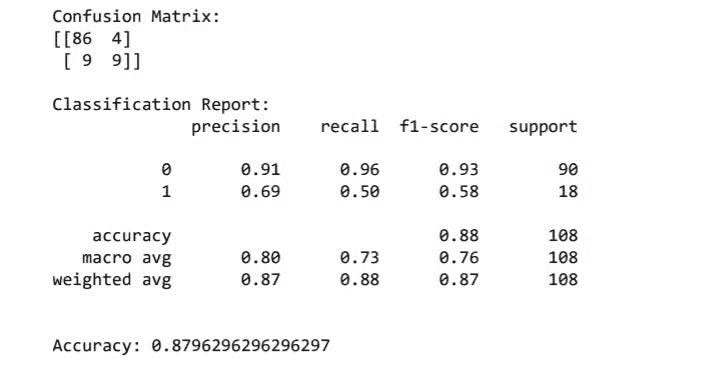 Confusion Matrix:
[[86  4]
 [ 9  9]]
Classification Report:
              precision    recall  f1-score   support
           0       0.91      0.96      0.93        90
           1       0.69      0.50      0.58        18
    accuracy                           0.88       108
   macro avg       0.80      0.73      0.76       108
weighted avg       0.87      0.88      0.87       108
Accuracy: 0.8796296296296297